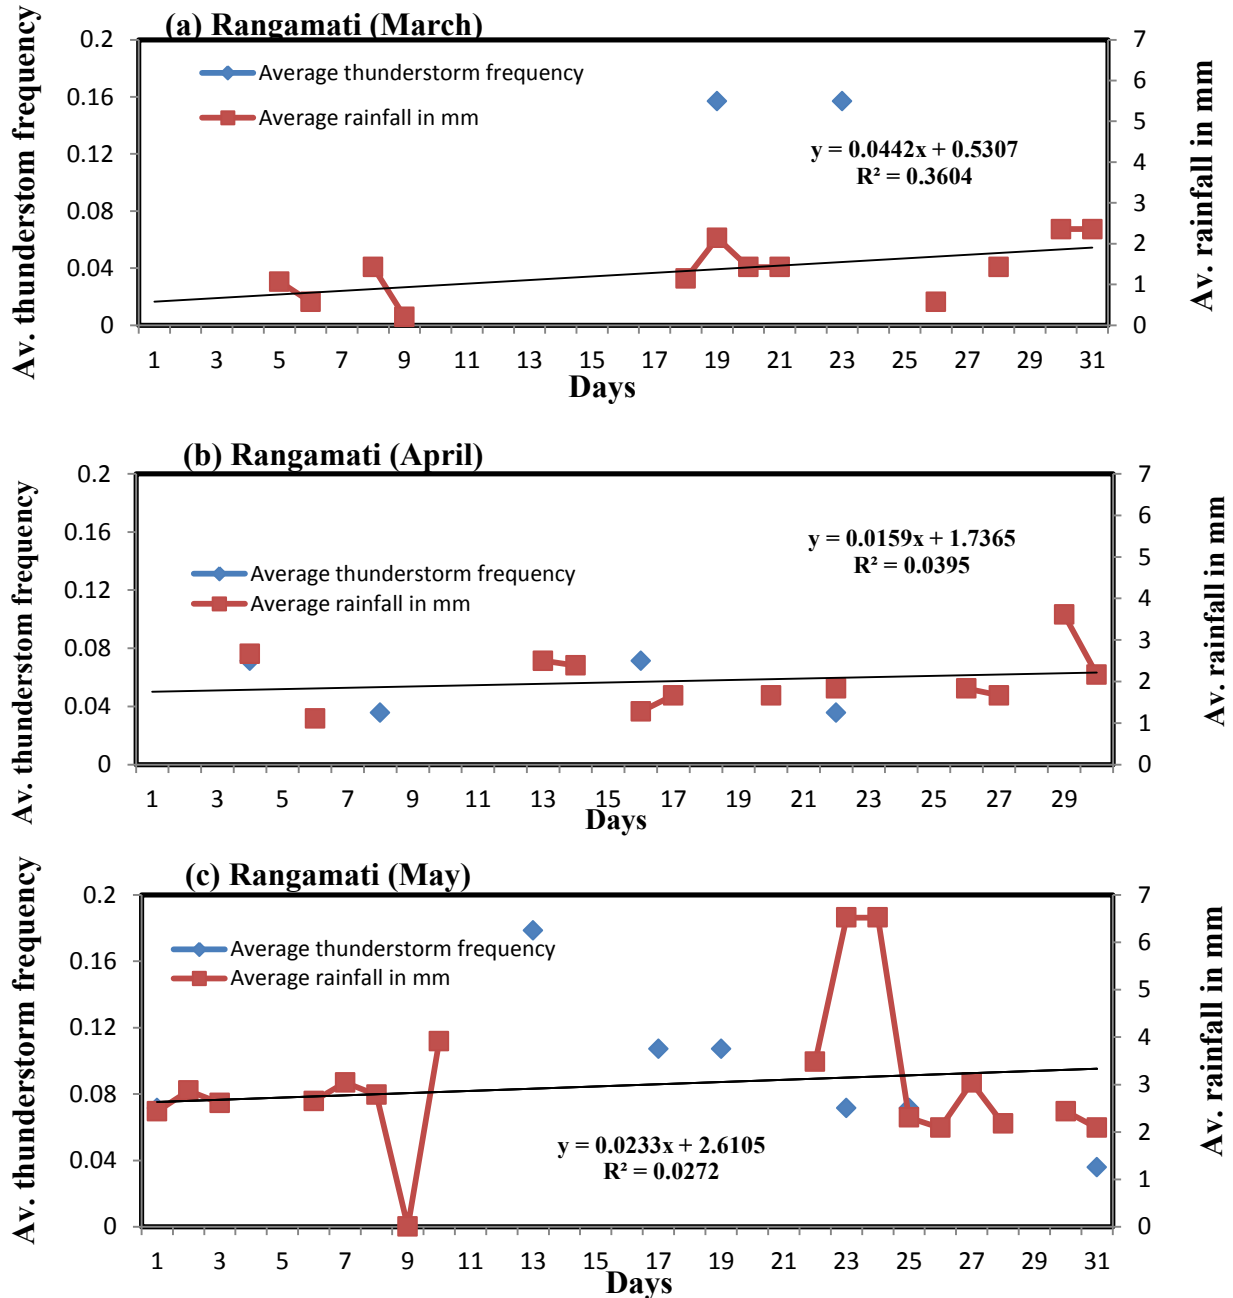 (a) Rangamati (March)
Av. thunderstom frequency
0.2
0.16
0.12
0.08
0.04
0
Average thunderstorm frequency
Average rainfall in mm
y = 0.0442x + 0.5307
R² = 0.3604
7
6
5
4
3
2
1
0
Av. rainfall in mm
1 3 5 7 9 11 13 15 17 19 21 23 25 27 29 31
Days
(b) Rangamati (April)
Av. thunderstom frequency
0.2
0.16
0.12
0.08
0.04
0
Average thunderstorm frequency
Average rainfall in mm
y = 0.0159x + 1.7365
R² = 0.0395
7
6
5
4
3
2
1
0
Av. rainfall in mm
1 3 5 7 9 11 13 15 17 19 21 23 25 27 29
Days
(c) Rangamati (May)
Av. thunderstom frequency
0.2
0.16
0.12
0.08
0.04
0
Average thunderstorm frequency
Average rainfall in mm
y = 0.0233x + 2.6105
R² = 0.0272
7
6
5
4
3
2
1
0
Av. rainfall in mm
1 3 5 7 9 11 13 15 17 19 21 23 25 27 29 31
Days